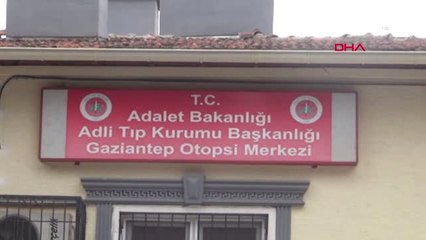 DHA
T.C.
Adalet Bakanlığı
Adli Tıp Kurumu Başkanlığı
Gaziantep Otopsi Merkezi